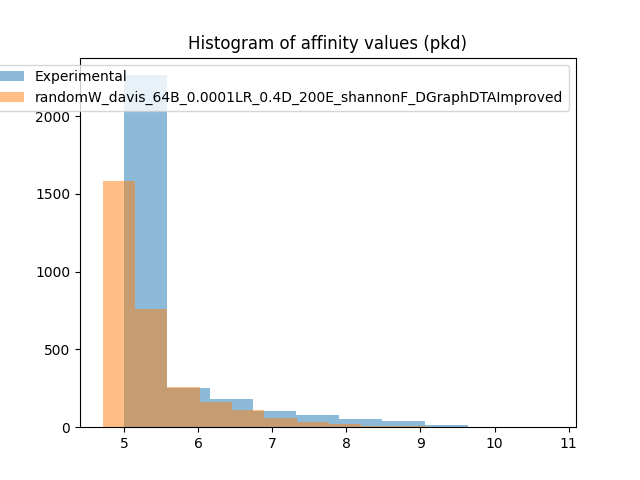 Histogram of affinity values (pkd)
Experimental
randomW_davis_64B_0.0001LR_0.4D_200E_shannonF_DGraphDTAImproved
2000
1500
1000
500
0
5 6 7 8 9 10 11